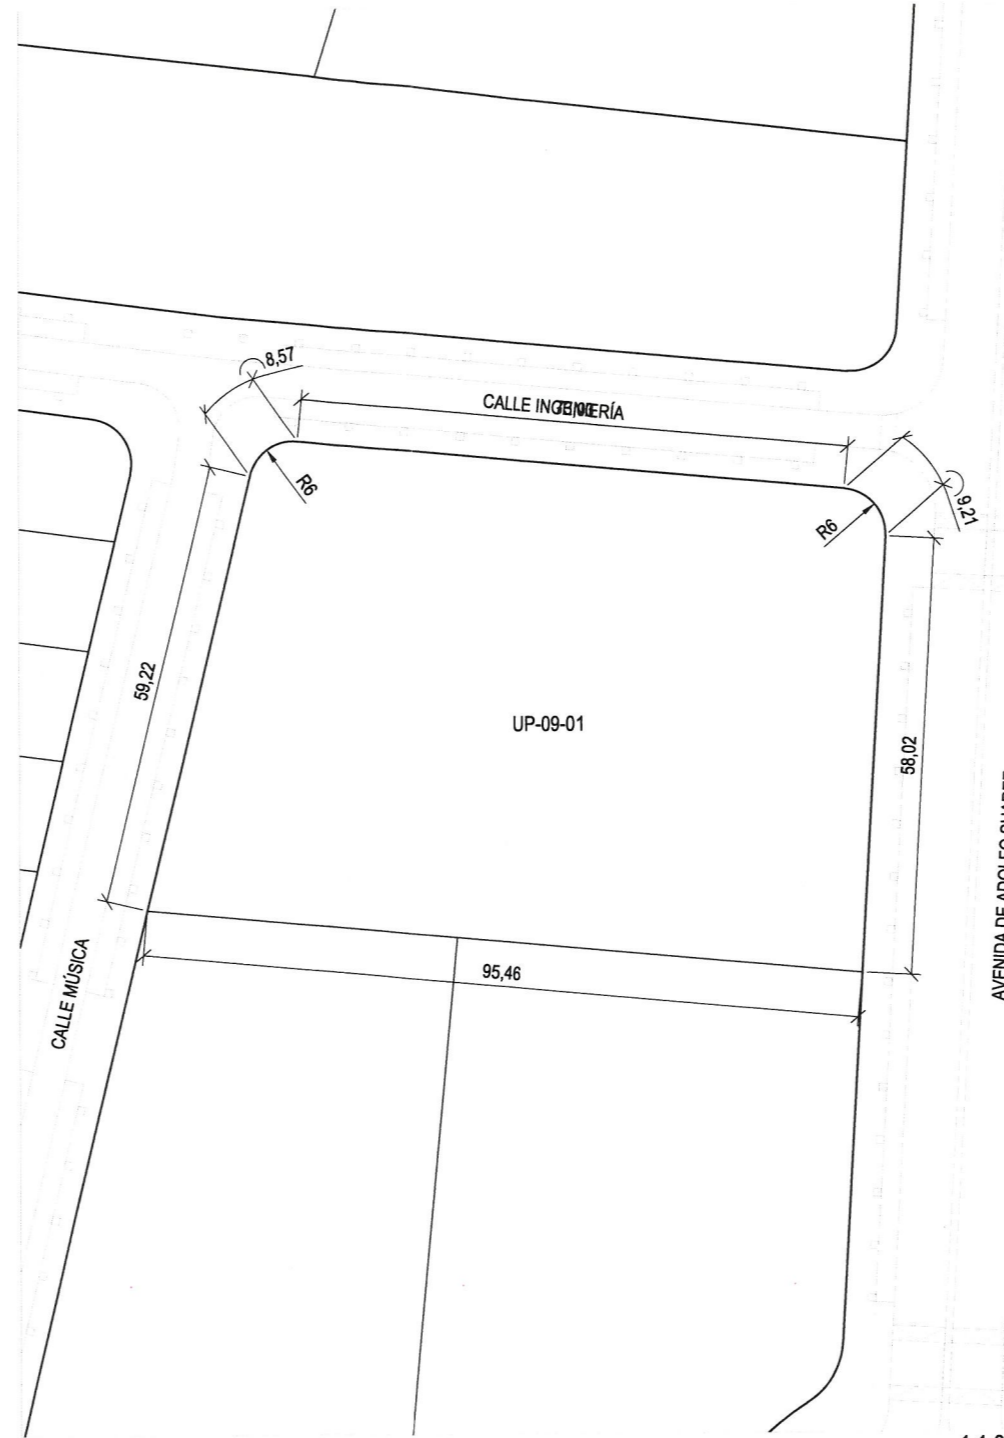 8,57
CALLE INGENIERÍA
R6
R6
9,21
59,22
UP-09-01
58,02
95,46
CALLE MÚSICA